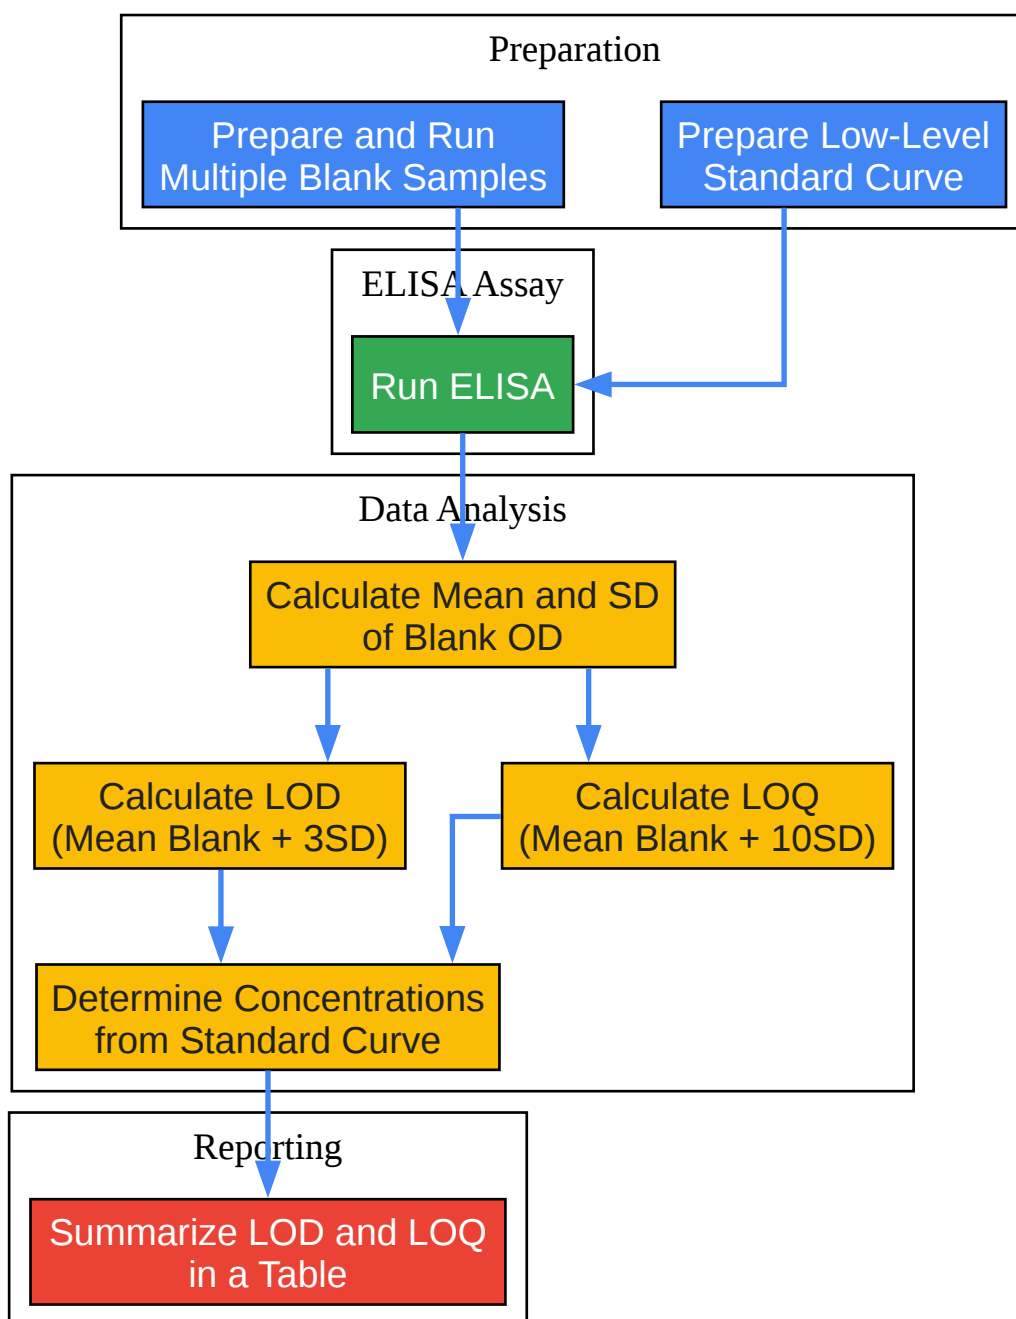 Preparation
Prepare and Run
Multiple Blank Samples
Prepare Low-Level
Standard Curve
ELISA Assay
Run ELISA
Data Analysis
Calculate Mean and SD
of Blank OD
Calculate LOD
(Mean Blank + 3SD)
Calculate LOQ
(Mean Blank + 10SD)
Determine Concentrations
from Standard Curve
Reporting
Summarize LOD and LOQ
in a Table